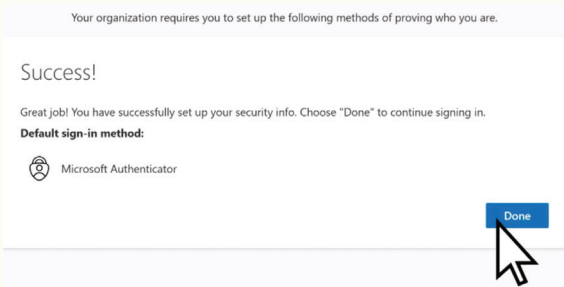 Your organization requires you to set up the following methods of proving who you are.
Success!
Great job! You have successfully set up your security info. Choose "Done" to continue signing in.
Default sign-in method:
Microsoft Authenticator
Done